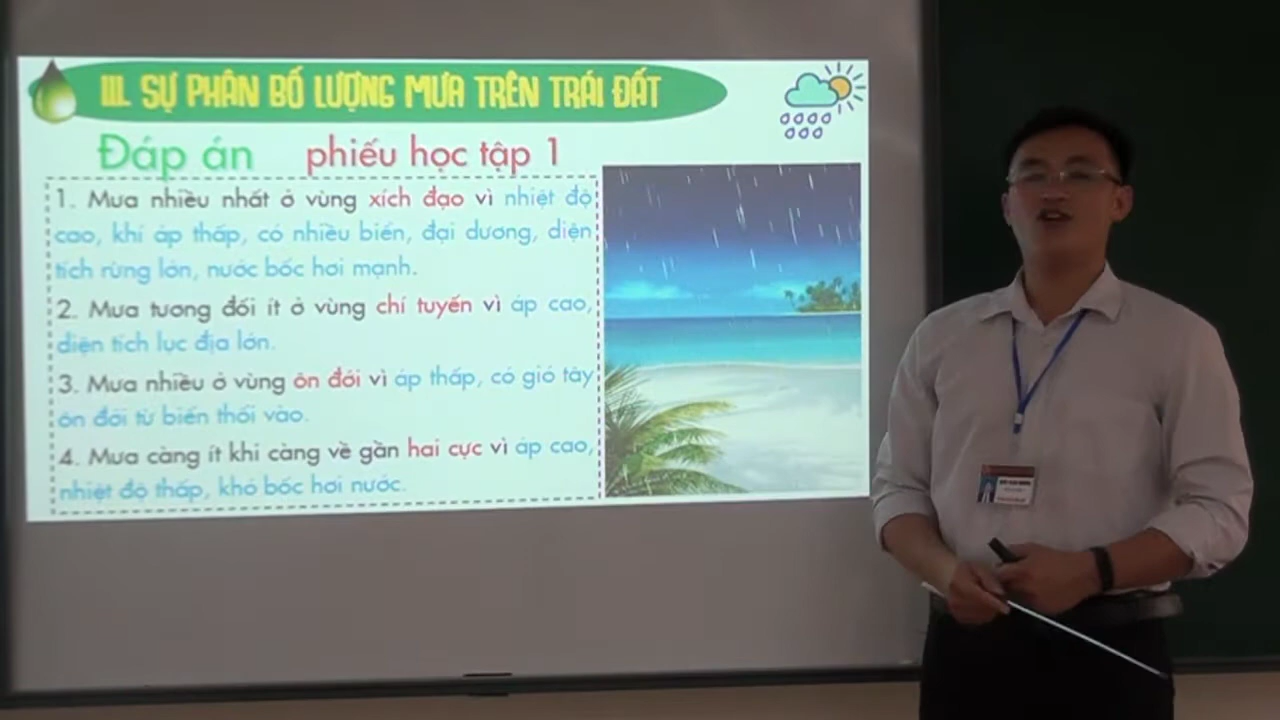 III. SỰ PHÂN BỐ LƯỢNG MƯA TRÊN TRÁI ĐẤT
Đáp án phiếu học tập 1
1. Mưa nhiều nhất ở vùng xích đạo vì nhiệt độ
cao, khí áp thấp, có nhiều biển, đại dương, diện
tích rừng lớn, nước bốc hơi mạnh.
2. Mưa tương đối ít ở vùng chí tuyến vì áp cao,
diện tích lục địa lớn.
3. Mưa nhiều ở vùng ôn đới vì áp thấp, có gió tây
ôn đới từ biển thổi vào.
4. Mưa càng ít khi càng về gần hai cực vì áp cao,
nhiệt độ thấp, khó bốc hơi nước.